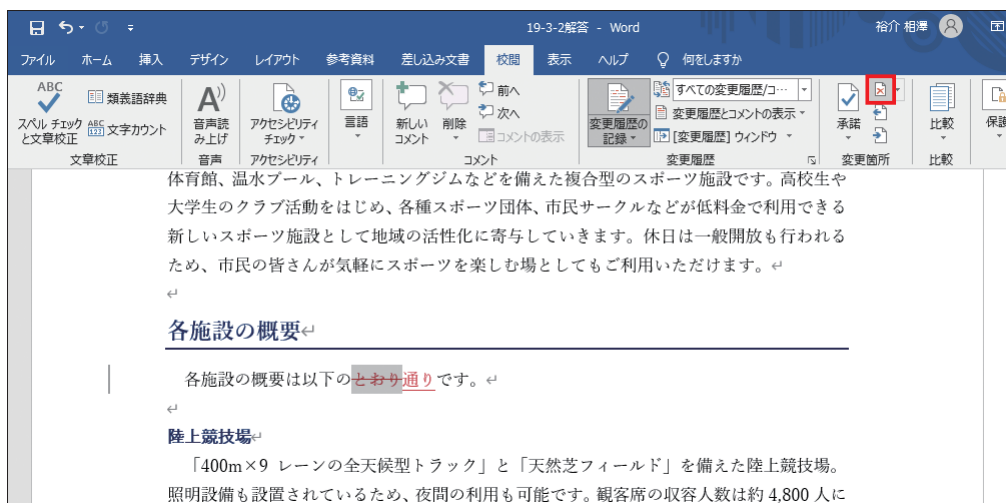 19-3-2解答 - Word
裕介 相澤
ファイル ホーム 挿入 デザイン レイアウト 参考資料 差し込み文書 校閲 表示 ヘルプ 何をしますか
ABC
スペル チェック
と文章校正
類義語辞典
ABC
123 文字カウント
文章校正
音声読
み上げ
音声
アクセシビリティ
チェック
アクセシビリティ
言語
新しい
コメント
削除
前へ
次へ
コメントの表示
コメント
変更履歴の
記録
すべての変更履歴/コ…
変更履歴とコメントの表示
[変更履歴] ウィンドウ
変更履歴
承諾
変更箇所
比較
比較
保護
体育館、温水プール、トレーニングジムなどを備えた複合型のスポーツ施設です。高校生や
大学生のクラブ活動をはじめ、各種スポーツ団体、市民サークルなどが低料金で利用できる
新しいスポーツ施設として地域の活性化に寄与していきます。休日は一般開放も行われる
ため、市民の皆さんが気軽にスポーツを楽しむ場としてもご利用いただけます。
各施設の概要
各施設の概要は以下のとおり通りです。
陸上競技場
「400m×9 レーンの全天候型トラック」と「天然芝フィールド」を備えた陸上競技場。
照明設備も設置されているため、夜間の利用も可能です。観客席の収容人数は約 4,800 人に